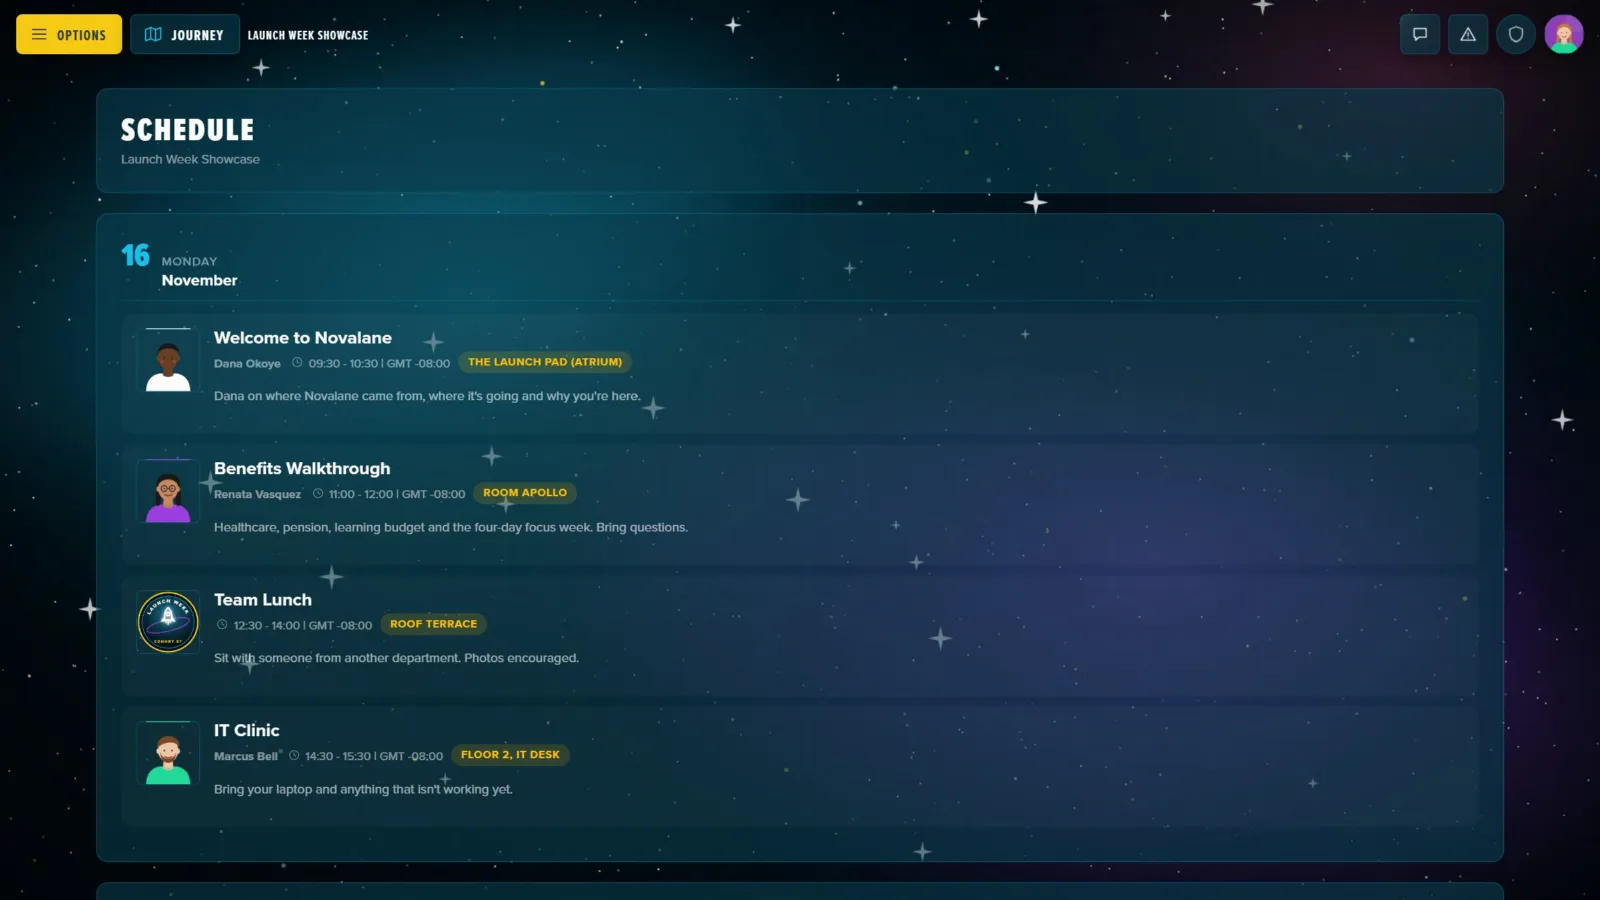 OPTIONS
JOURNEY
LAUNCH WEEK SHOWCASE
SCHEDULE
Launch Week Showcase
16
MONDAY
November
Welcome to Novalane
Dana Okoye 09:30 - 10:30 | GMT -08:00 THE LAUNCH PAD (ATRIUM)
Dana on where Novalane came from, where it's going and why you're here.
Benefits Walkthrough
Renata Vasquez 11:00 - 12:00 | GMT -08:00 ROOM APOLLO
Healthcare, pension, learning budget and the four-day focus week. Bring questions.
LAUNCH WEEK
Team Lunch
12:30 - 14:00 | GMT -08:00 ROOF TERRACE
Sit with someone from another department. Photos encouraged.
IT Clinic
Marcus Bell 14:30 - 15:30 | GMT -08:00 FLOOR 2, IT DESK
Bring your laptop and anything that isn't working yet.